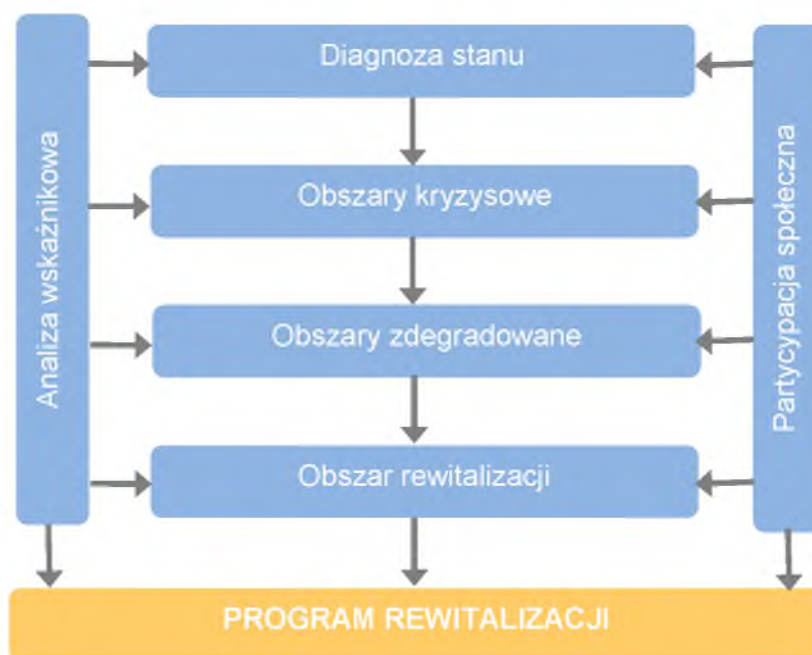 Diagnoza stanu
Obszary kryzysowe
Obszary zdegradowane
Obszar rewitalizacji
Analiza wskaźnikowa
Partycypacja społeczna
PROGRAM REWITALIZACJI